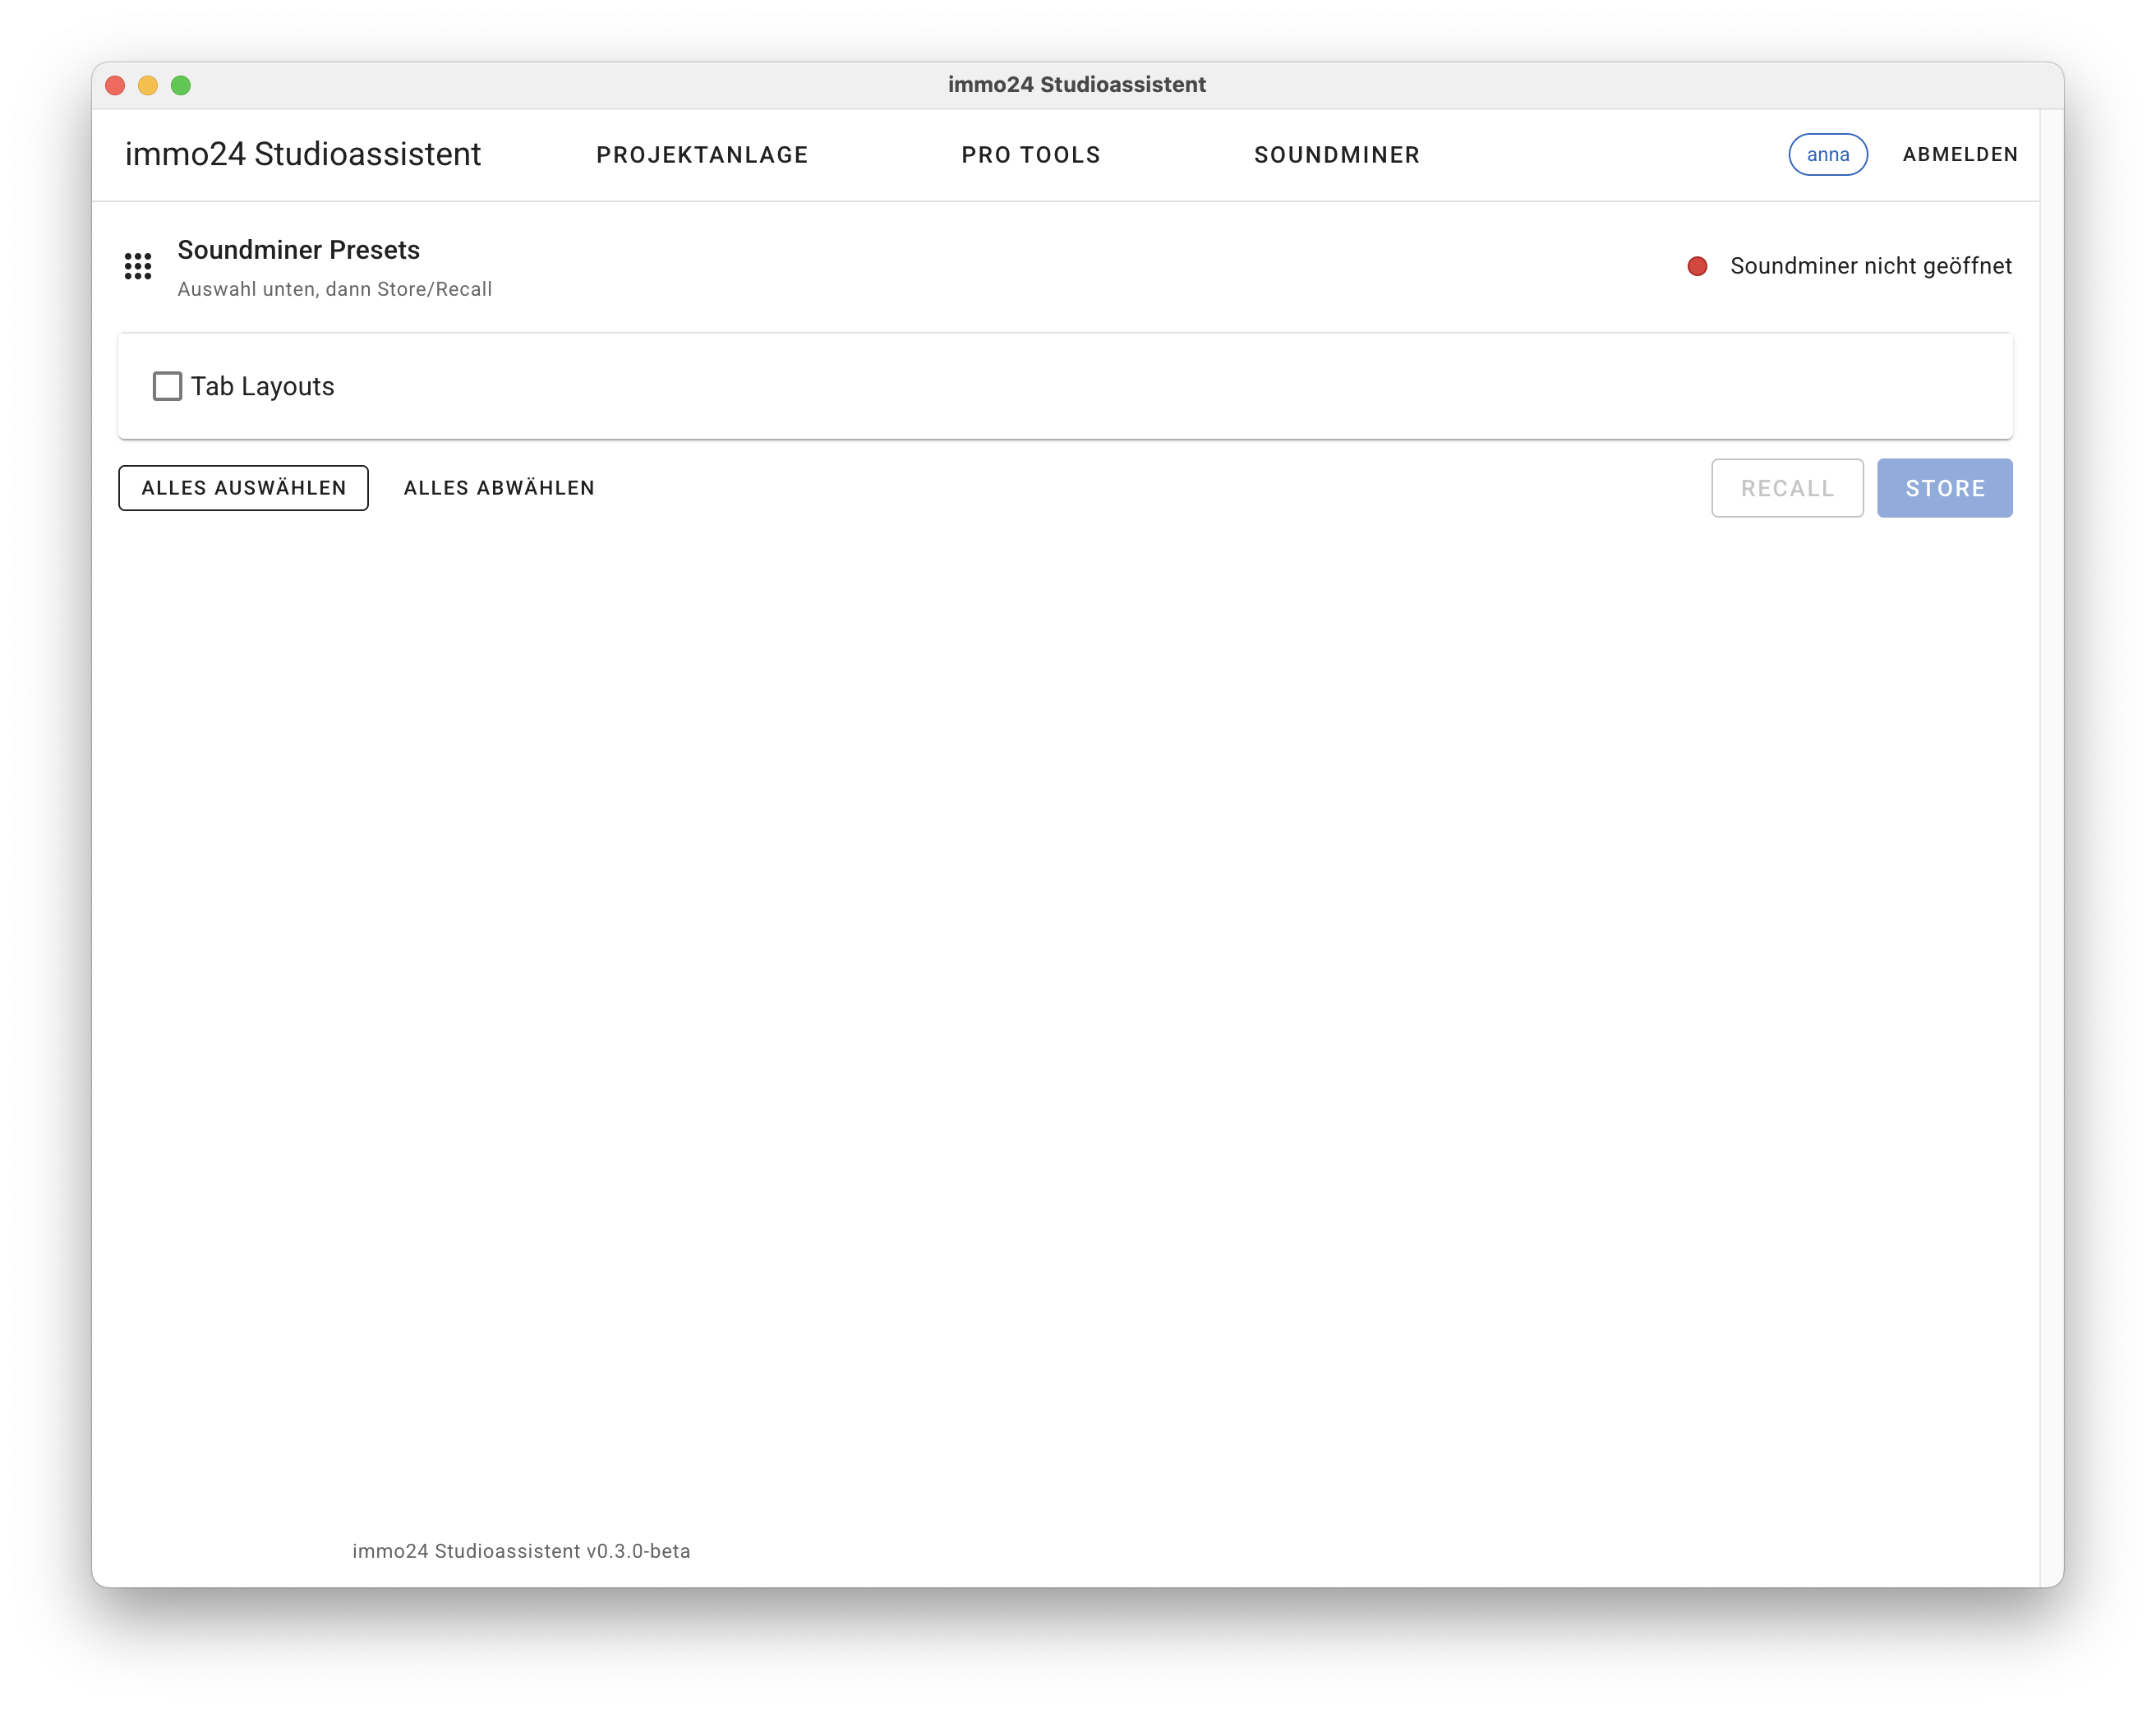 immo24 Studioassistent
immo24 Studioassistent PROJEKTANLAGE PRO TOOLS SOUNDMINER anna ABMELDEN
Soundminer Presets
Auswahl unten, dann Store/Recall
Soundminer nicht geöffnet
Tab Layouts
ALLES AUSWÄHLEN ALLES ABWÄHLEN RECALL STORE
immo24 Studioassistent v0.3.0-beta